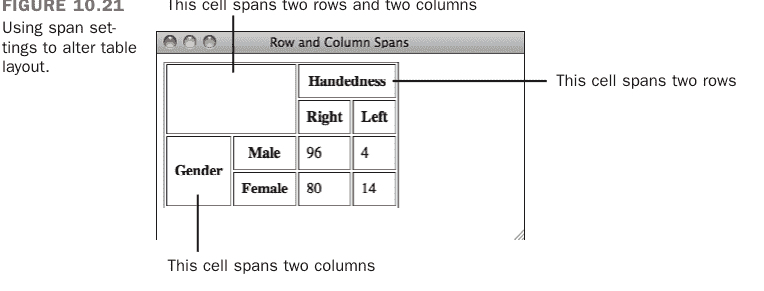 FIGURE 10.21
Using span set-
tings to alter table
layout.
This cell spans two rows and two columns
Row and Column Spans
Handedness
This cell spans two rows
Right Left
Gender
Male 96 4
Female 80 14
This cell spans two columns